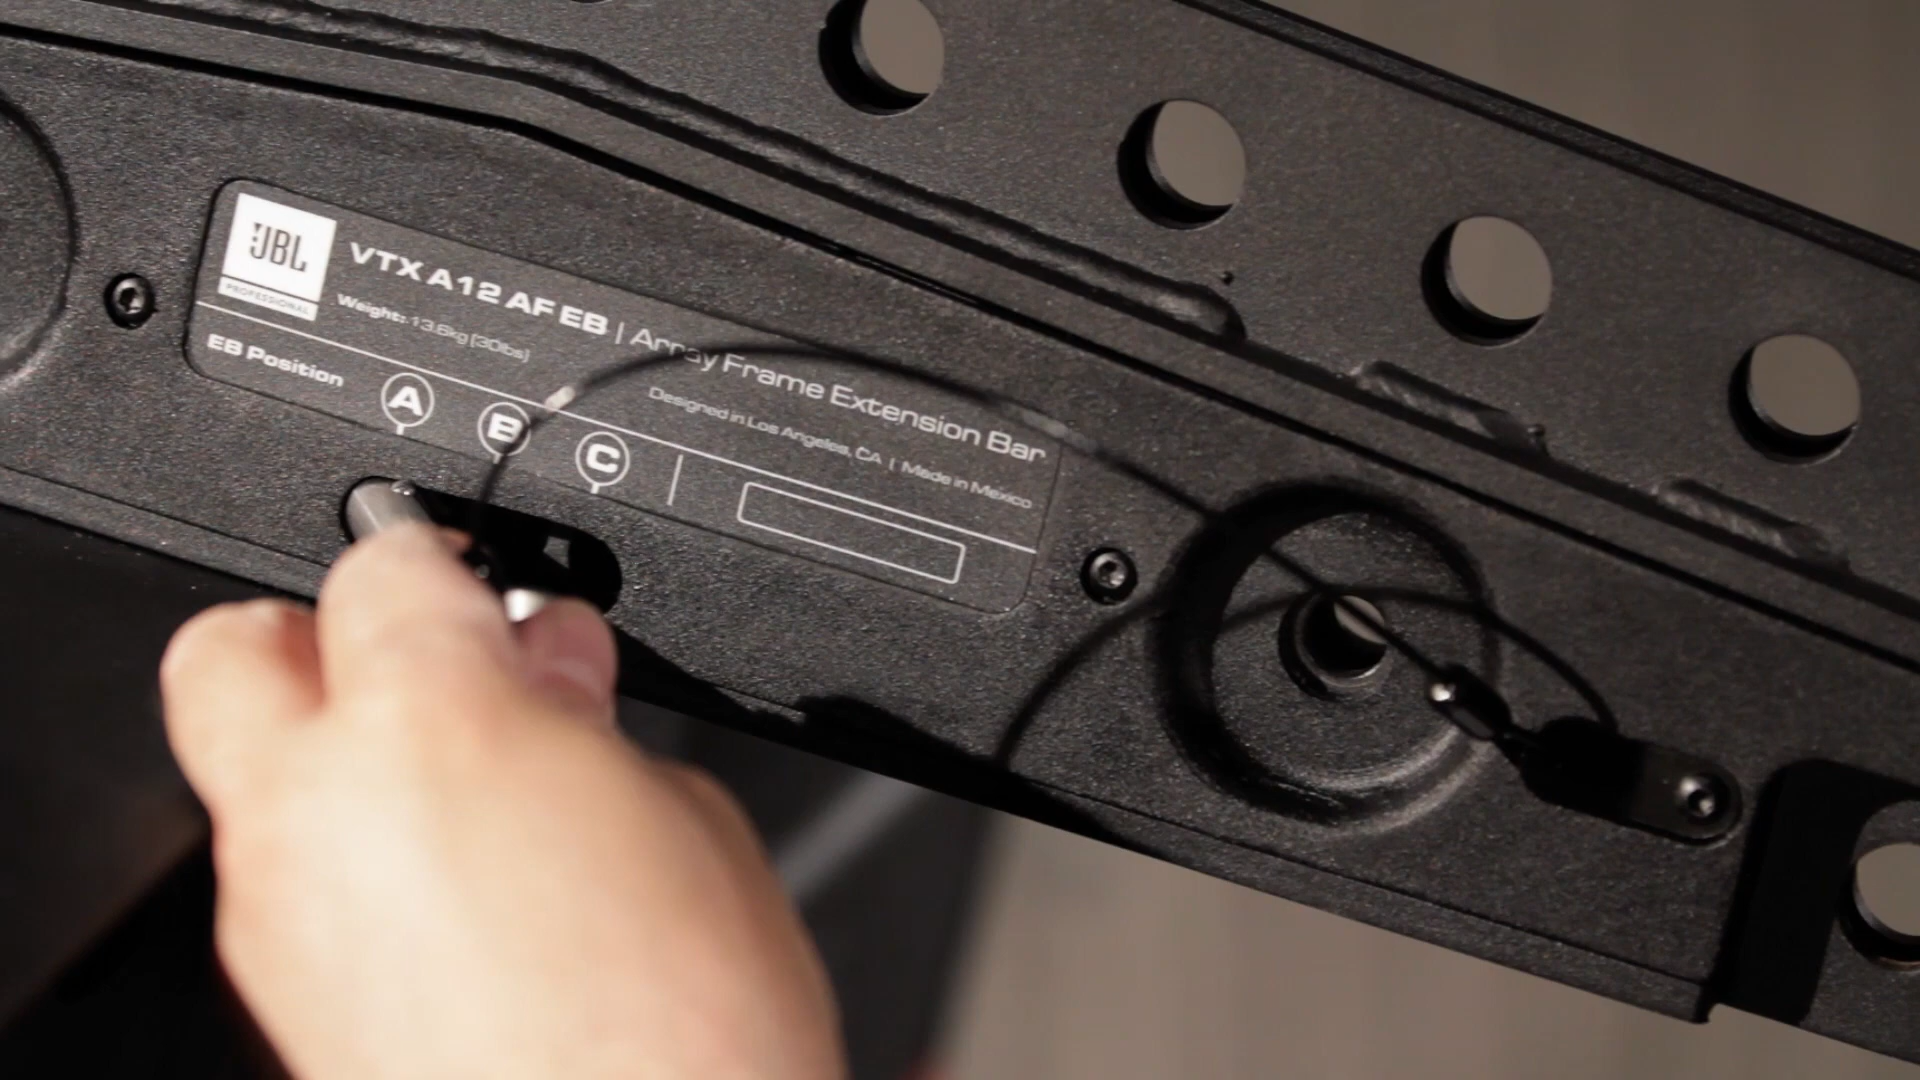 JBL
PROFESSIONAL
VTX A12 AF EB | Array Frame Extension Bar
Weight: 13.6kg (30lbs)
Designed in Los Angeles, CA | Made in Mexico
EB Position
A
B
C